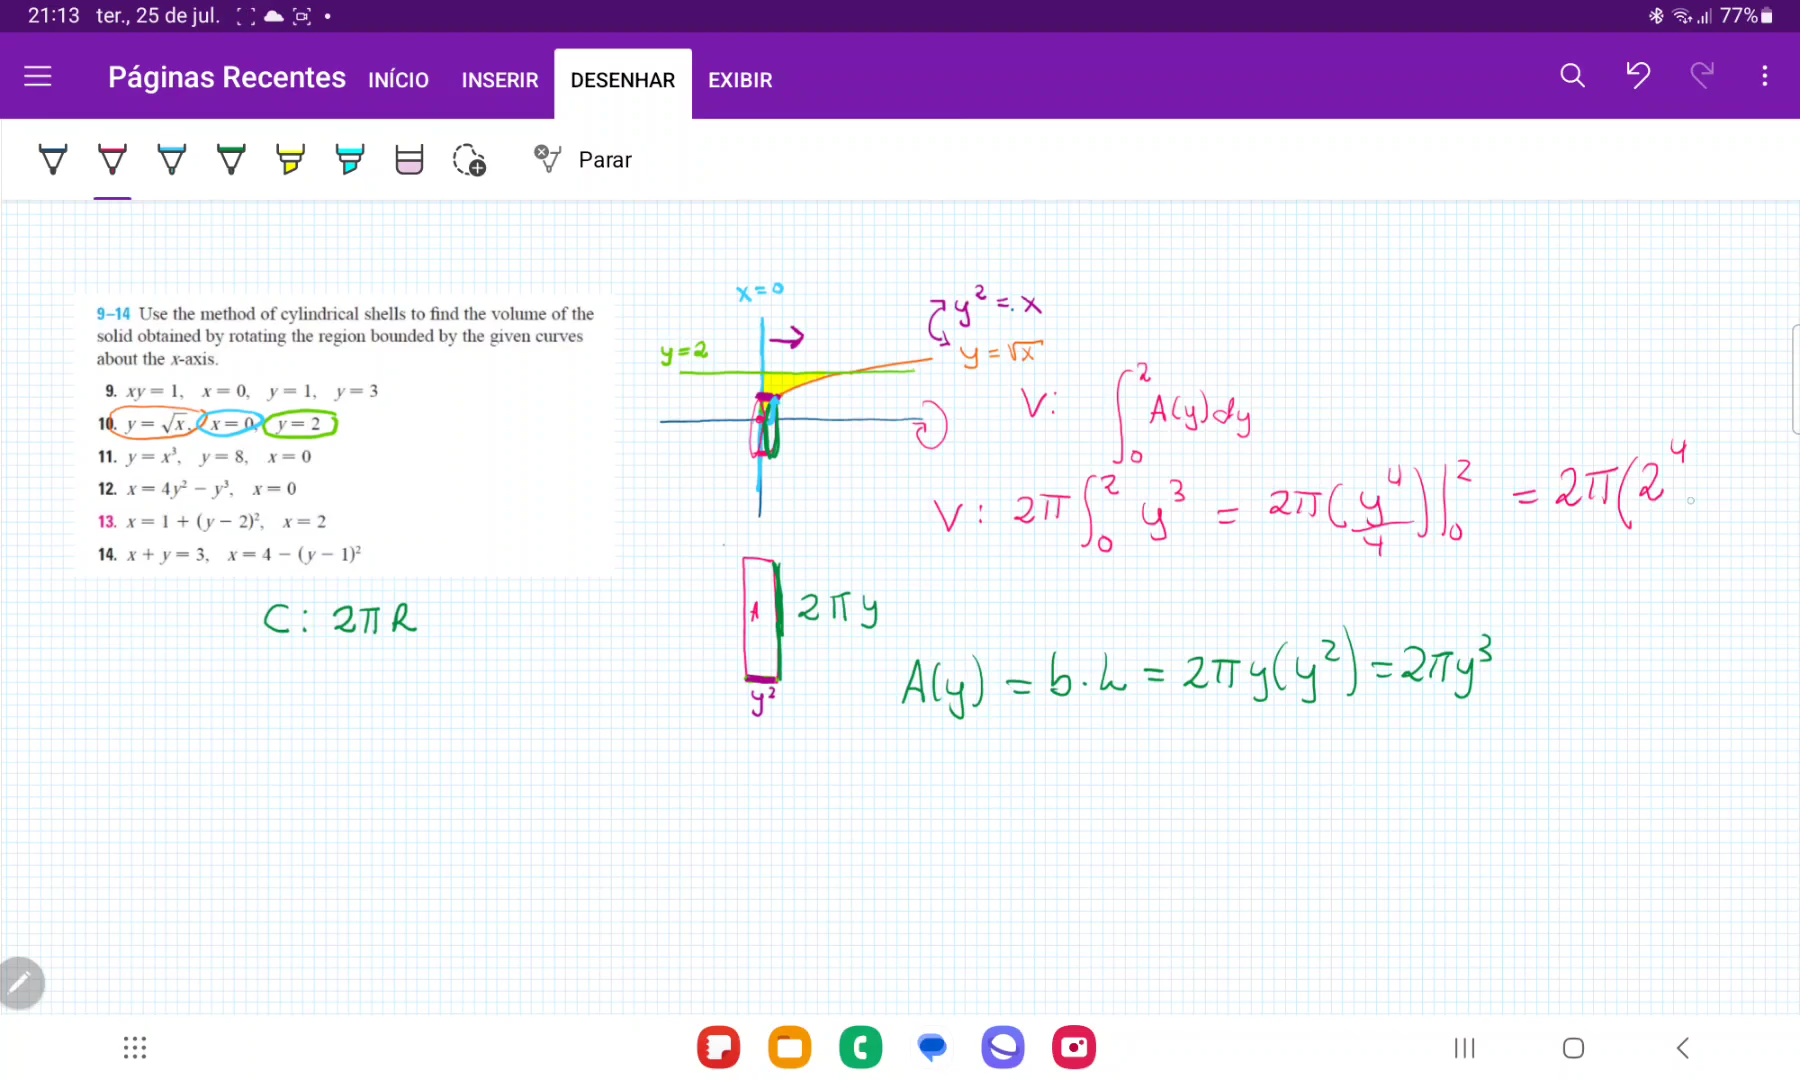 21:13 ter., 25 de jul.
77%
Páginas Recentes INÍCIO INSERIR DESENHAR EXIBIR
Parar
9–14 Use the method of cylindrical shells to find the volume of the
solid obtained by rotating the region bounded by the given curves
about the x-axis.
9. xy = 1, x = 0, y = 1, y = 3
10. y = √x, x = 0, y = 2
11. y = x³, y = 8, x = 0
12. x = 4y² − y³, x = 0
13. x = 1 + (y − 2)², x = 2
14. x + y = 3, x = 4 − (y − 1)²
C: 2πR
x=0
y=2
y² = x
y = √x
V: ∫₀² A(y)dy
V: 2π ∫₀² y³ = 2π(y⁴/4)|₀² = 2π(2⁴
A
2πy
y²
A(y) = b·h = 2πy(y²) = 2πy³